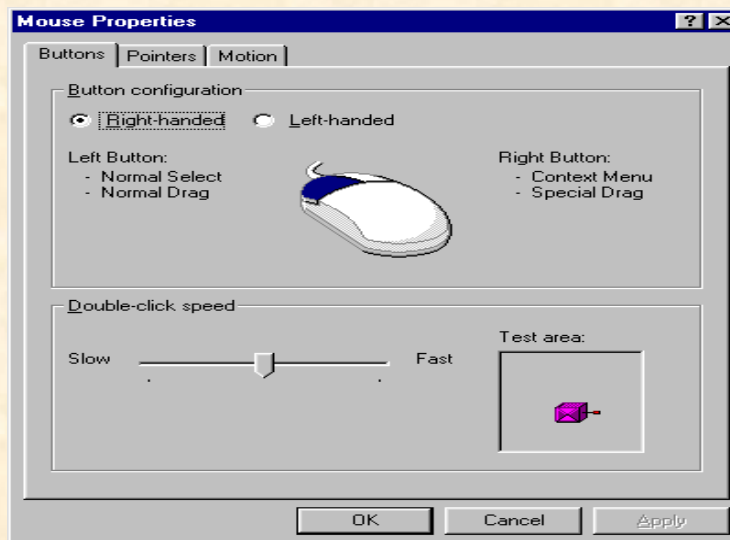 Mouse Properties
Buttons Pointers Motion
Button configuration
Right-handed Left-handed
Left Button:
- Normal Select
- Normal Drag
Right Button:
- Context Menu
- Special Drag
Double-click speed
Slow Fast
Test area:
OK Cancel Apply